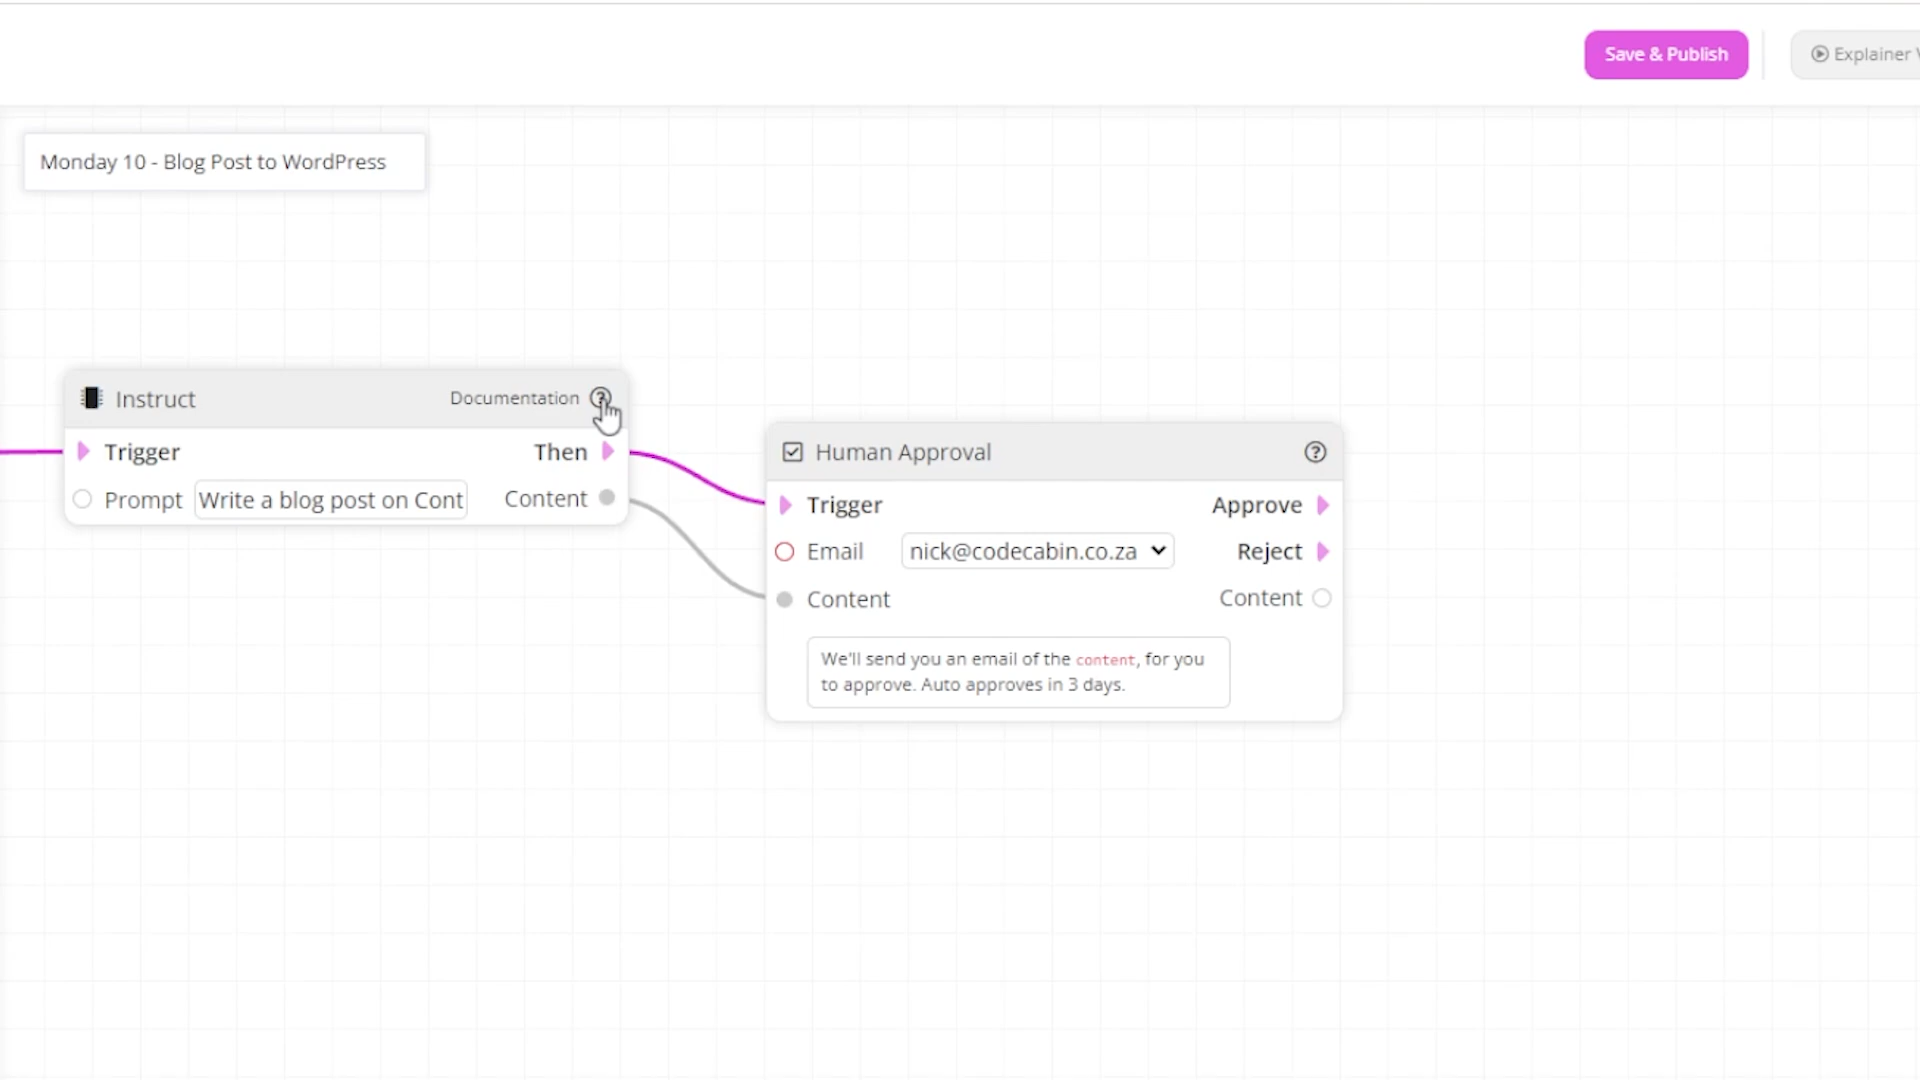 Save & Publish
Explainer V
Monday 10 - Blog Post to WordPress
Instruct
Documentation
Trigger
Then
Prompt
Write a blog post on Cont
Content
Human Approval
Trigger
Approve
Email
nick@codecabin.co.za
Reject
Content
Content
We'll send you an email of the content, for you
to approve. Auto approves in 3 days.